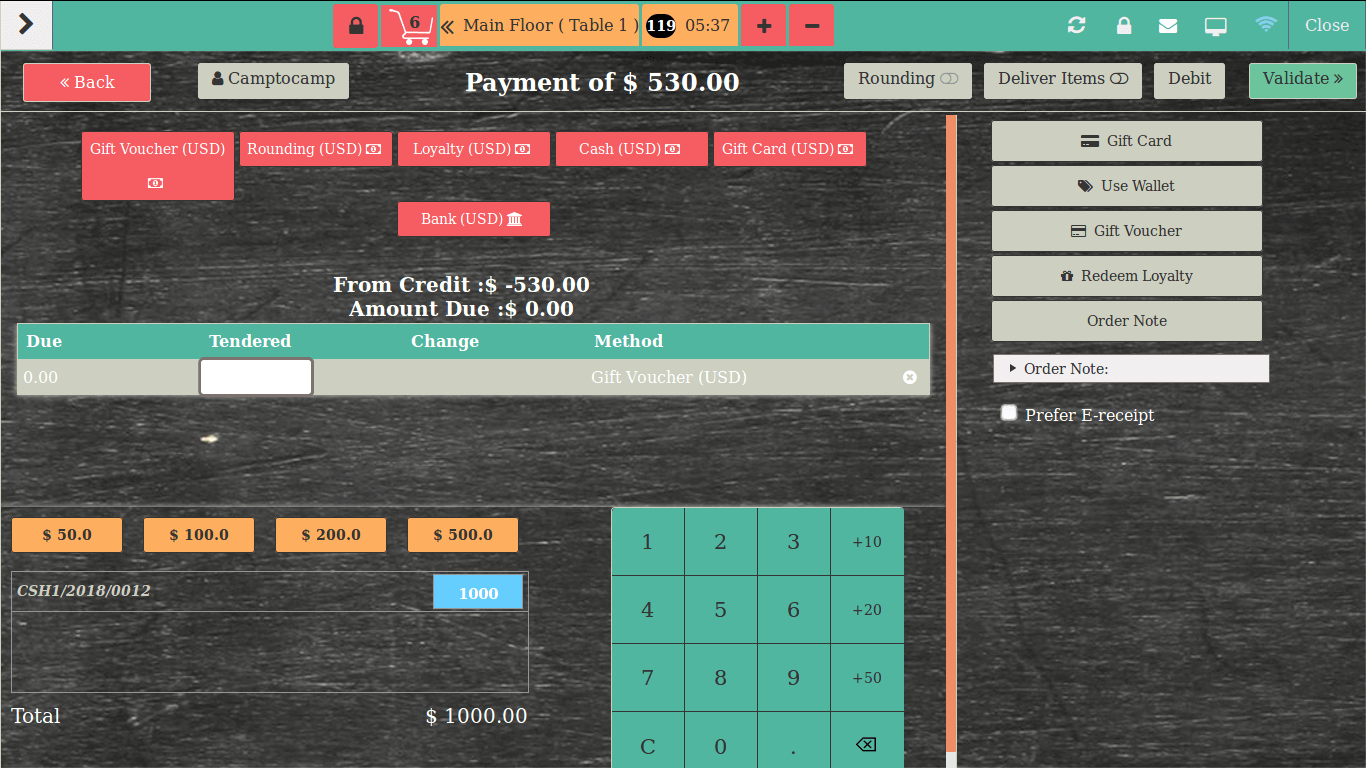 6
Main Floor ( Table 1 )
119 05:37
+
−
Close
« Back
Camptocamp
Payment of $ 530.00
Rounding
Deliver Items
Debit
Validate »
Gift Voucher (USD)
Rounding (USD)
Loyalty (USD)
Cash (USD)
Gift Card (USD)
Bank (USD)
From Credit :$ -530.00
Amount Due :$ 0.00
Due Tendered Change Method
0.00 Gift Voucher (USD)
Gift Card
Use Wallet
Gift Voucher
Redeem Loyalty
Order Note
Order Note:
Prefer E-receipt
$ 50.0 $ 100.0 $ 200.0 $ 500.0
CSH1/2018/0012 1000
Total $ 1000.00
1 2 3 +10
4 5 6 +20
7 8 9 +50
C 0 .